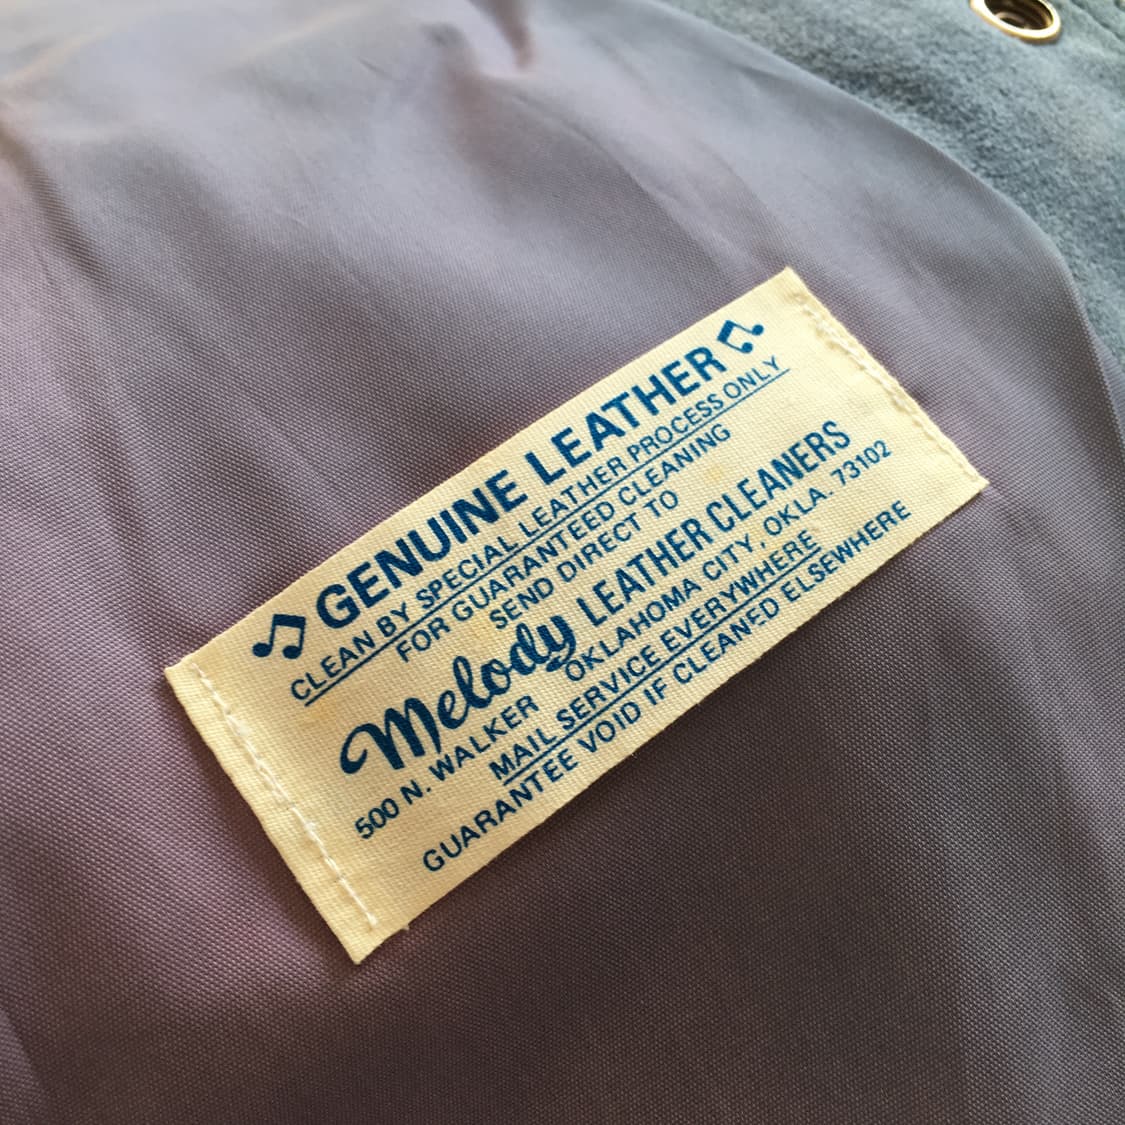 GENUINE LEATHER
CLEAN BY SPECIAL LEATHER PROCESS ONLY
FOR GUARANTEED CLEANING
SEND DIRECT TO
Melody LEATHER CLEANERS
500 N. WALKER OKLAHOMA CITY, OKLA. 73102
MAIL SERVICE EVERYWHERE
GUARANTEE VOID IF CLEANED ELSEWHERE